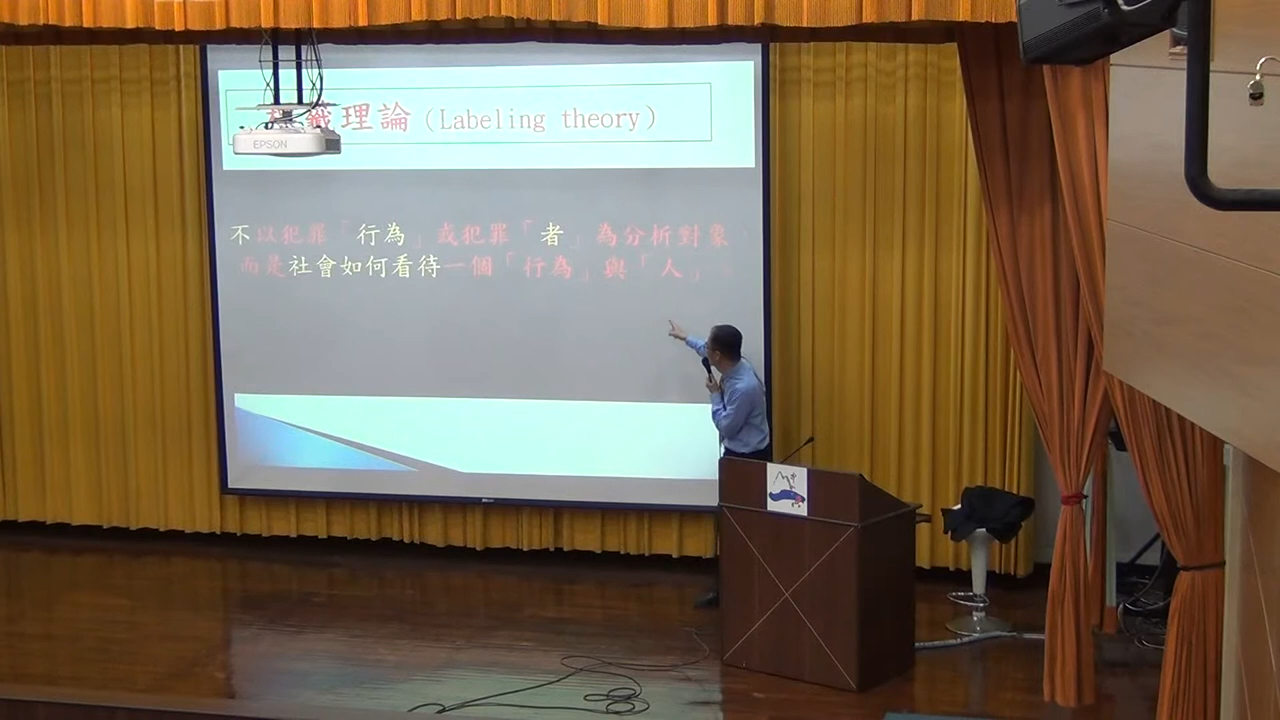 標籤理論 (Labeling theory)
EPSON
不以犯罪「行為」或犯罪「者」為分析對象，
而是社會如何看待一個「行為」與「人」。